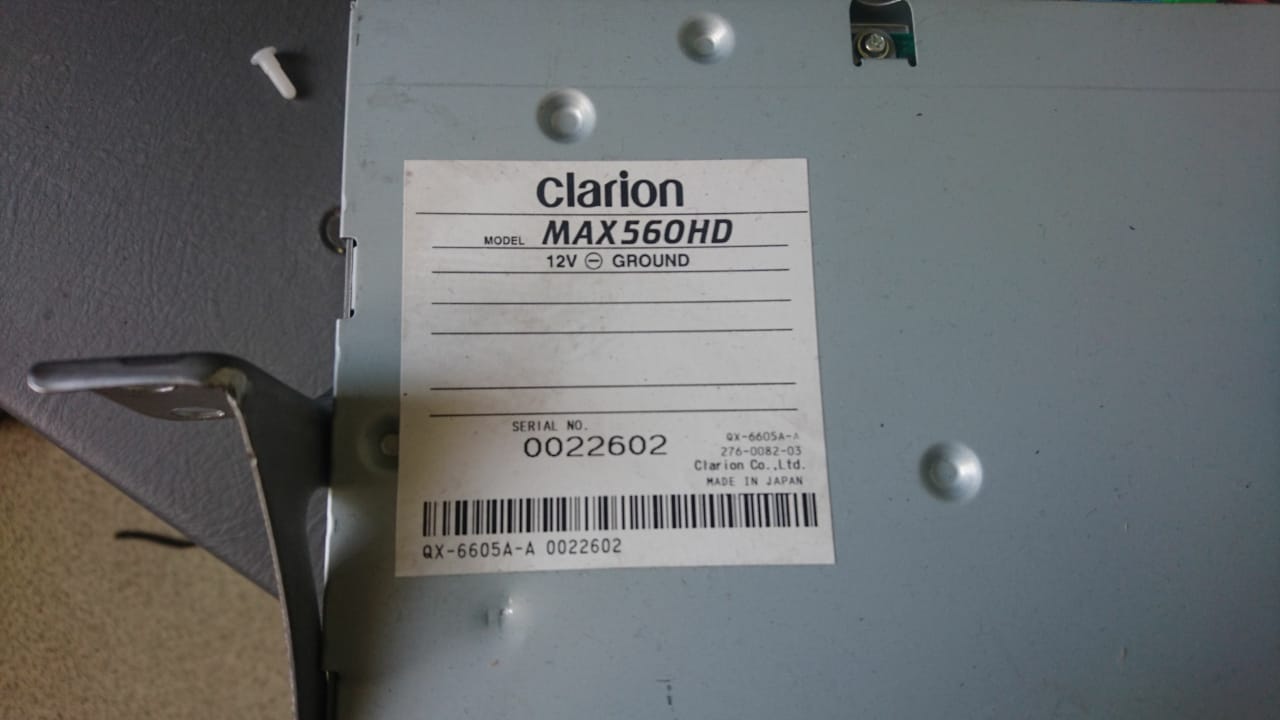 clarion
MODEL MAX560HD
12V ⊖ GROUND
SERIAL NO.
0022602
QX-6605A-A
276-0082-03
Clarion Co.,Ltd.
MADE IN JAPAN
QX-6605A-A 0022602